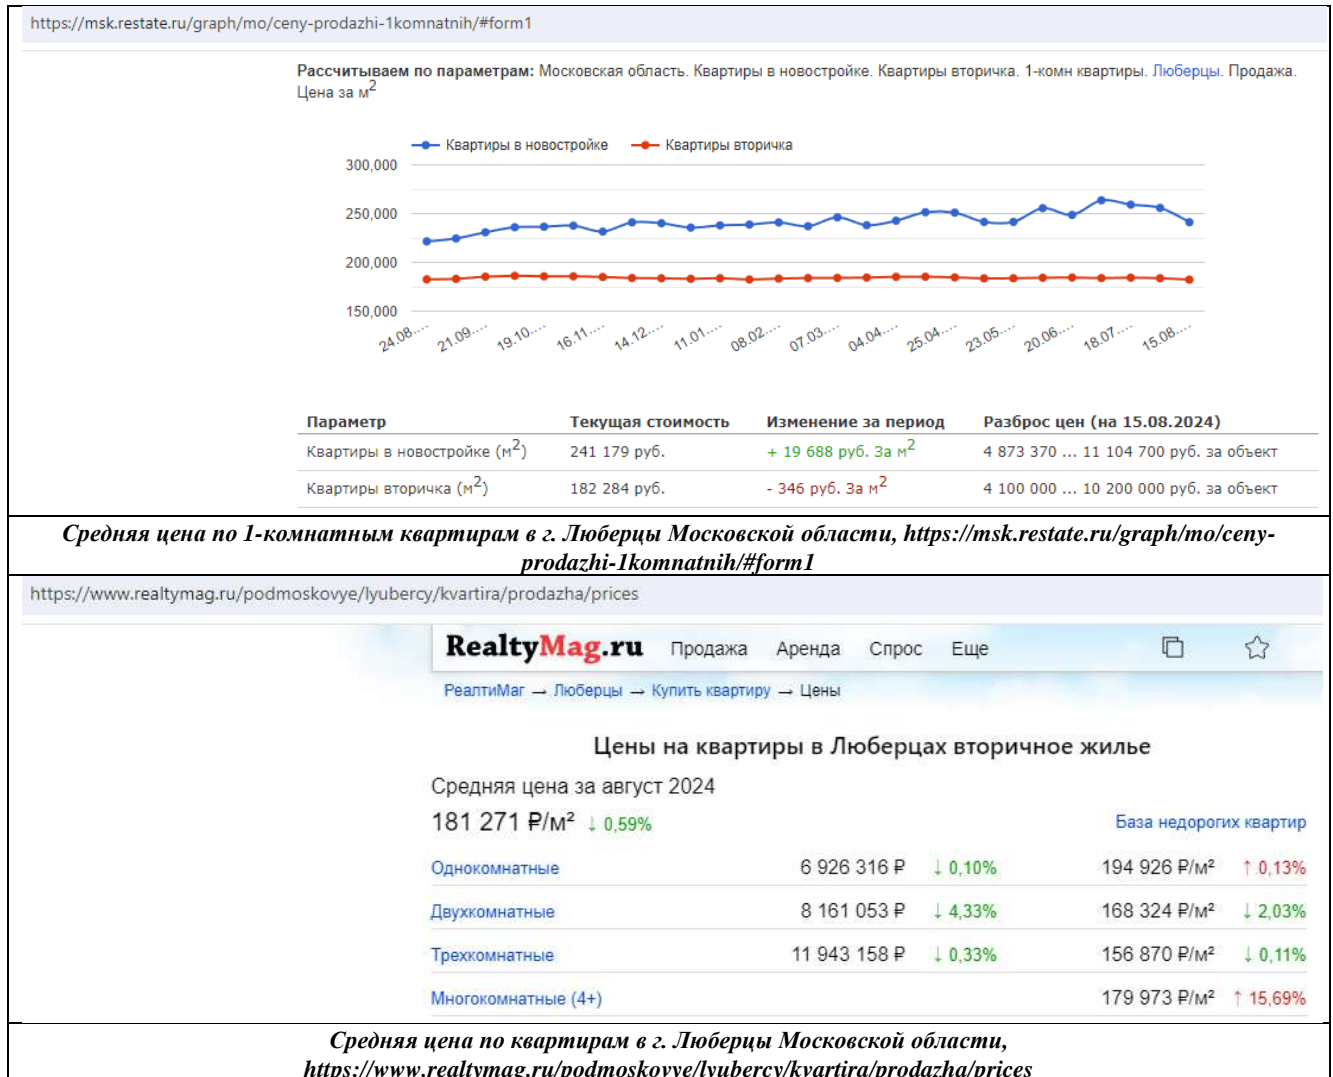 https://msk.restate.ru/graph/mo/ceny-prodazhi-1komnatnih/#form1
Рассчитываем по параметрам: Московская область. Квартиры в новостройке. Квартиры вторичка. 1-комн квартиры. Люберцы. Продажа.
Цена за м2
Квартиры в новостройке Квартиры вторичка
300,000
250,000
200,000
150,000
24.08.… 21.09.… 19.10.… 16.11.… 14.12.… 11.01.… 08.02.… 07.03.… 04.04.… 25.04.… 23.05.… 20.06.… 18.07.… 15.08.…
Параметр Текущая стоимость Изменение за период Разброс цен (на 15.08.2024)
Квартиры в новостройке (м2) 241 179 руб. + 19 688 руб. За м2 4 873 370 ... 11 104 700 руб. за объект
Квартиры вторичка (м2) 182 284 руб. - 346 руб. За м2 4 100 000 ... 10 200 000 руб. за объект
Средняя цена по 1-комнатным квартирам в г. Люберцы Московской области, https://msk.restate.ru/graph/mo/ceny-
prodazhi-1komnatnih/#form1
https://www.realtymag.ru/podmoskovye/lyubercy/kvartira/prodazha/prices
RealtyMag.ru Продажа Аренда Спрос Еще
РеалтиМаг → Люберцы → Купить квартиру → Цены
Цены на квартиры в Люберцах вторичное жилье
Средняя цена за август 2024
181 271 ₽/м² ↓ 0,59% База недорогих квартир
Однокомнатные 6 926 316 ₽ ↓ 0,10% 194 926 ₽/м² ↑ 0,13%
Двухкомнатные 8 161 053 ₽ ↓ 4,33% 168 324 ₽/м² ↓ 2,03%
Трехкомнатные 11 943 158 ₽ ↓ 0,33% 156 870 ₽/м² ↓ 0,11%
Многокомнатные (4+) 179 973 ₽/м² ↑ 15,69%
Средняя цена по квартирам в г. Люберцы Московской области,
https://www.realtymag.ru/podmoskovye/lyubercy/kvartira/prodazha/prices